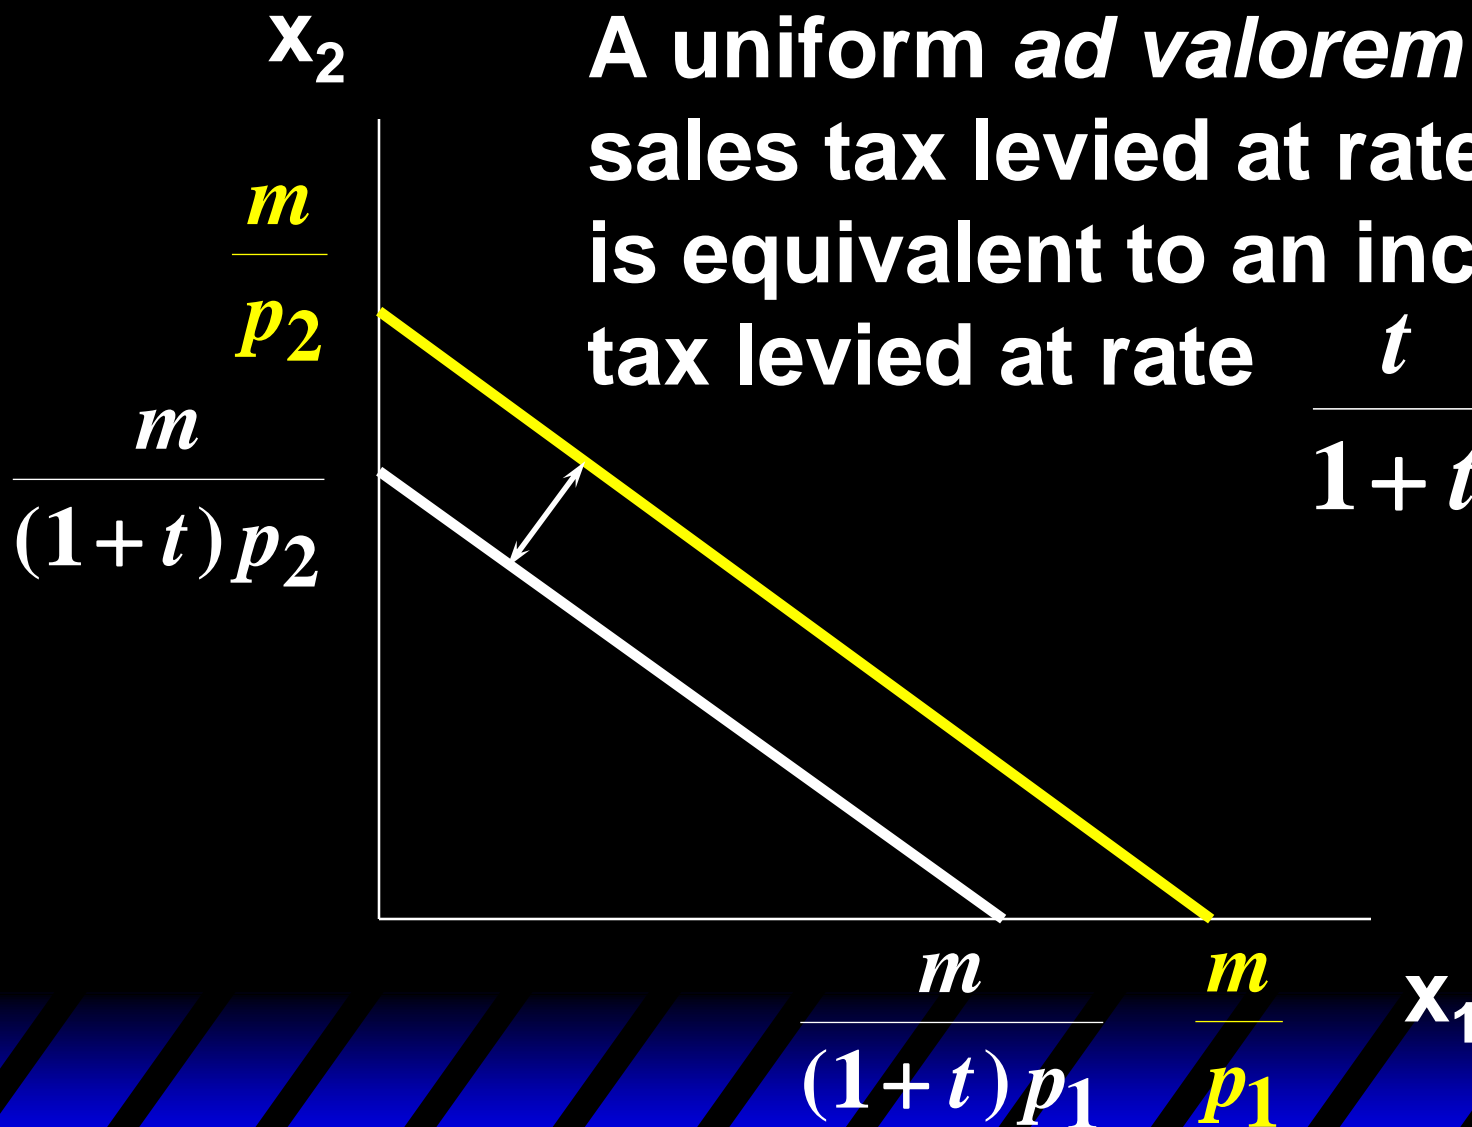 x₂
A uniform ad valorem
sales tax levied at rate
is equivalent to an inc
tax levied at rate t
1+t
m
p₂
m
(1+t)p₂
m
(1+t)p₁
m
p₁
x₁